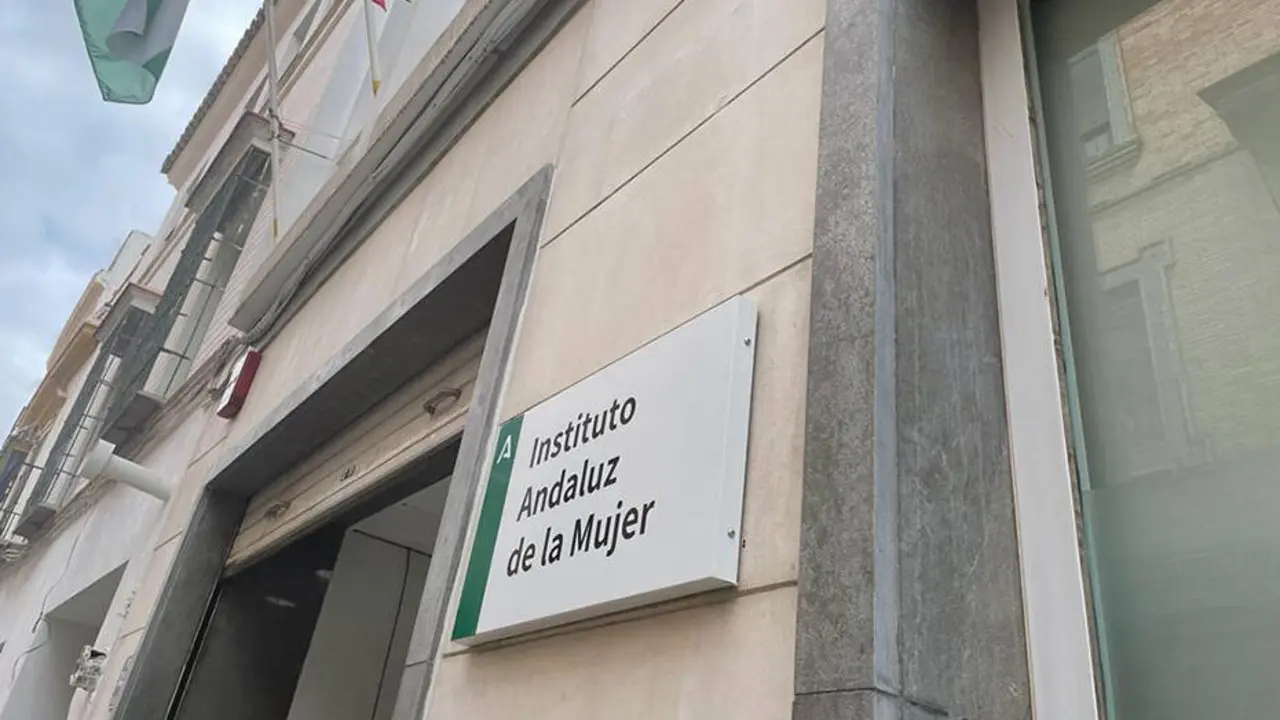 Instituto
Andaluz
de la Mujer